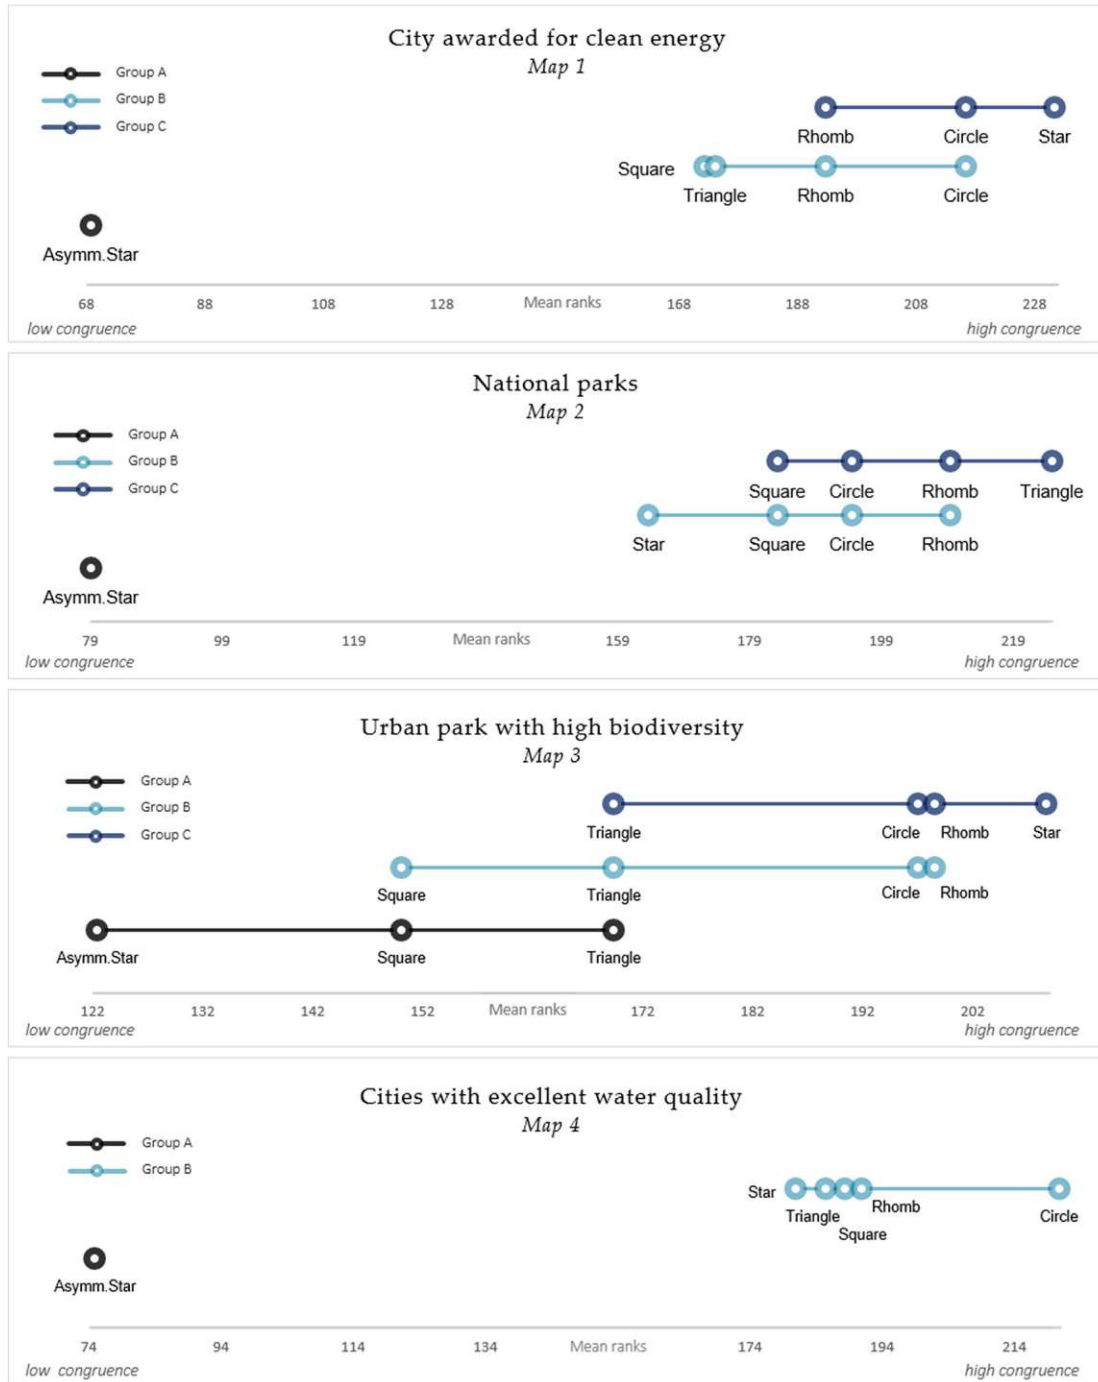 City awarded for clean energy
Map 1
Group A
Group B
Group C
Rhomb Circle Star
Square
Triangle Rhomb Circle
Asymm.Star
68 88 108 128 Mean ranks 168 188 208 228
low congruence high congruence
National parks
Map 2
Group A
Group B
Group C
Square Circle Rhomb Triangle
Star Square Circle Rhomb
Asymm.Star
79 99 119 Mean ranks 159 179 199 219
low congruence high congruence
Urban park with high biodiversity
Map 3
Group A
Group B
Group C
Triangle Circle Rhomb Star
Square Triangle Circle Rhomb
Asymm.Star Square Triangle
122 132 142 152 Mean ranks 172 182 192 202
low congruence high congruence
Cities with excellent water quality
Map 4
Group A
Group B
Star
Rhomb
Triangle Circle
Square
Asymm.Star
74 94 114 134 Mean ranks 174 194 214
low congruence high congruence